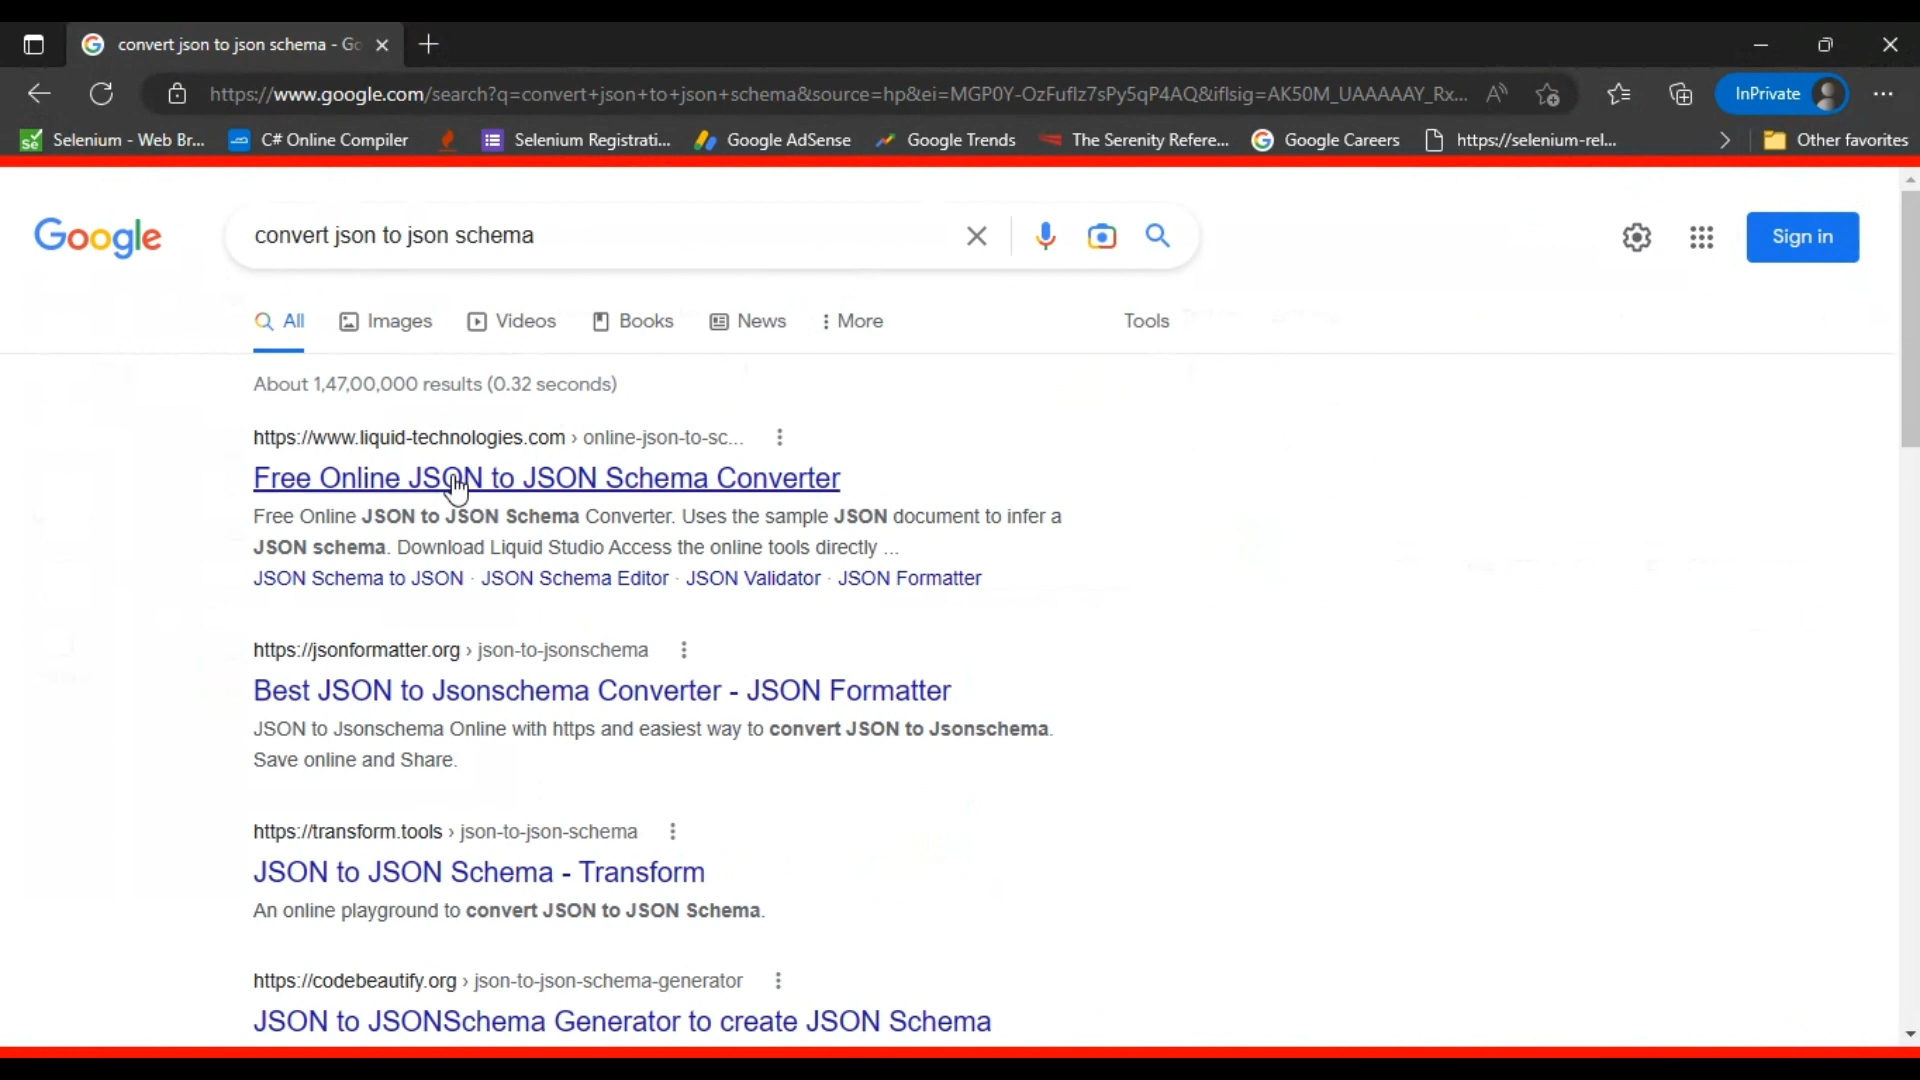 convert json to json schema - Go
https://www.google.com/search?q=convert+json+to+json+schema&source=hp&ei=MGP0Y-OzFuflz7sPy5qP4AQ&iflsig=AK50M_UAAAAAY_Rx...
InPrivate
Selenium - Web Br... C# Online Compiler Selenium Registrati... Google AdSense Google Trends The Serenity Refere... Google Careers https://selenium-rel... Other favorites
Google convert json to json schema Sign in
All Images Videos Books News More Tools
About 1,47,00,000 results (0.32 seconds)
https://www.liquid-technologies.com › online-json-to-sc...
Free Online JSON to JSON Schema Converter
Free Online JSON to JSON Schema Converter. Uses the sample JSON document to infer a
JSON schema. Download Liquid Studio Access the online tools directly ...
JSON Schema to JSON · JSON Schema Editor · JSON Validator · JSON Formatter
https://jsonformatter.org › json-to-jsonschema
Best JSON to Jsonschema Converter - JSON Formatter
JSON to Jsonschema Online with https and easiest way to convert JSON to Jsonschema.
Save online and Share.
https://transform.tools › json-to-json-schema
JSON to JSON Schema - Transform
An online playground to convert JSON to JSON Schema.
https://codebeautify.org › json-to-json-schema-generator
JSON to JSONSchema Generator to create JSON Schema